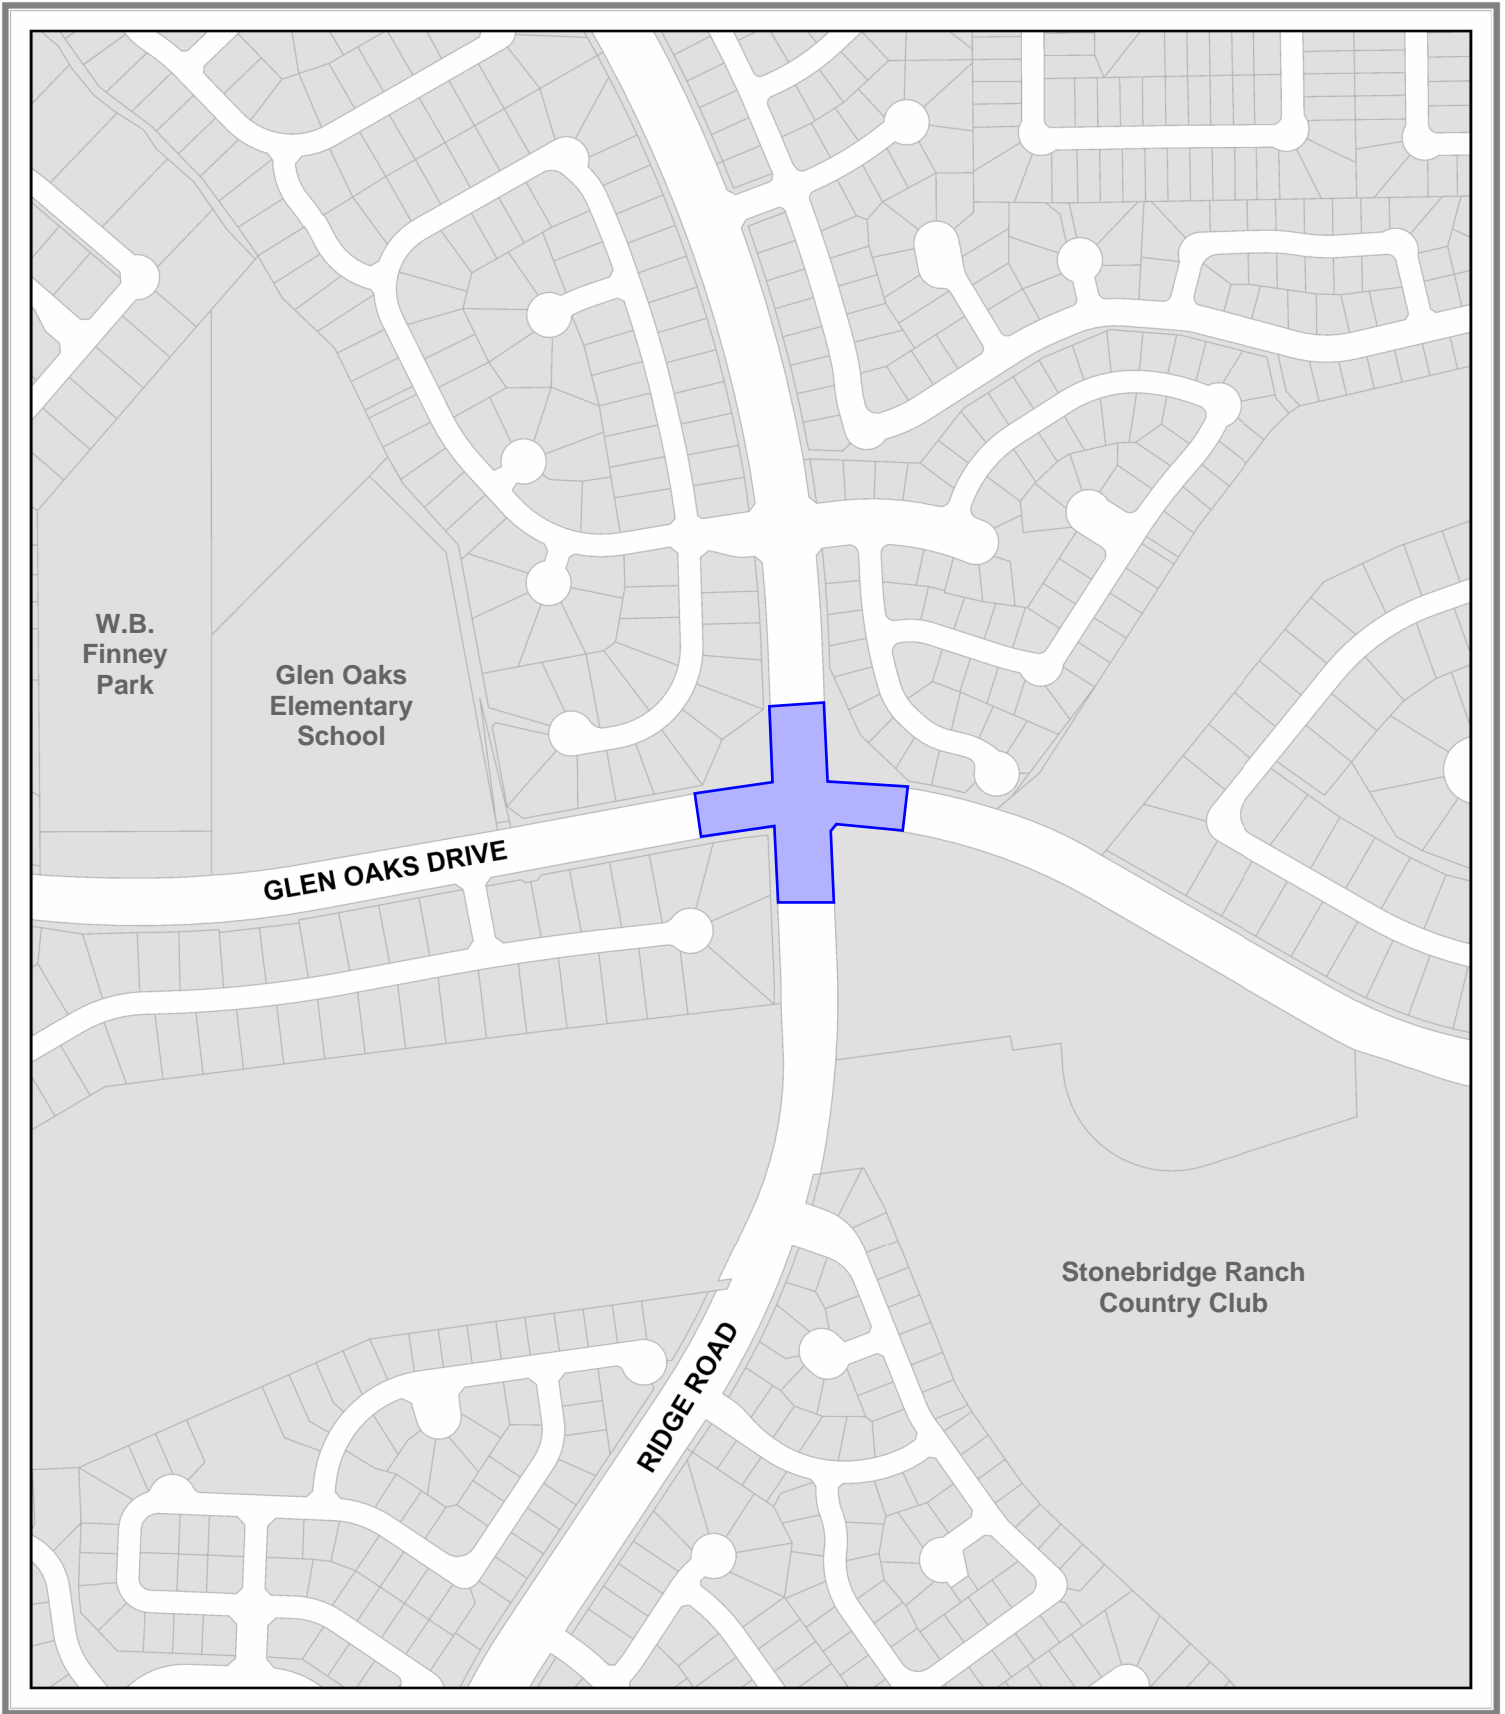 W.B.
Finney
Park
Glen Oaks
Elementary
School
GLEN OAKS DRIVE
Stonebridge Ranch
Country Club
RIDGE ROAD